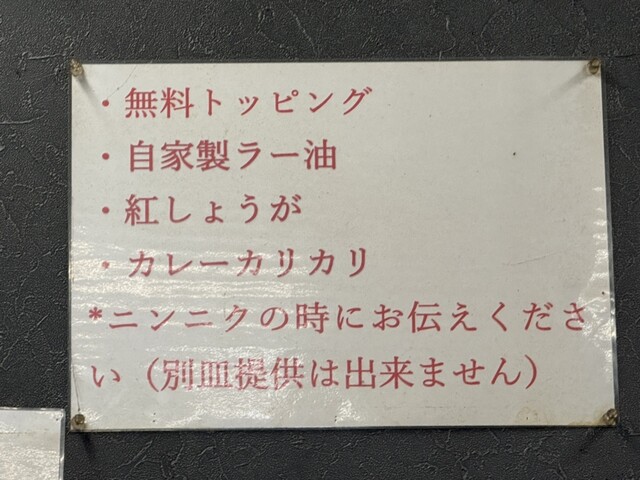 ・無料トッピング
・自家製ラー油
・紅しょうが
・カレーカリカリ
*ニンニクの時にお伝えくださ
い（別皿提供は出来ません）